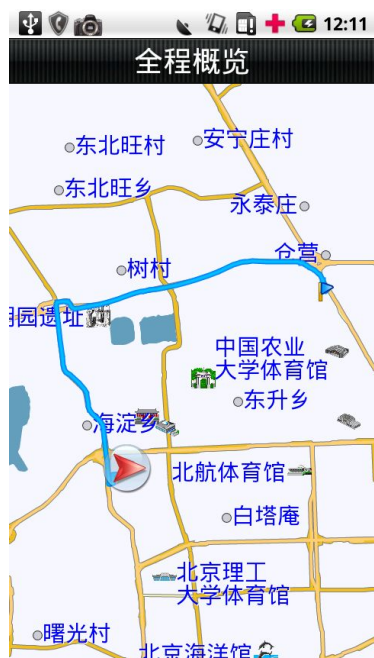 12:11
全程概览
安宁庄村
东北旺村
东北旺乡
永泰庄
仓营
树村
园遗址
中国农业
大学体育馆
东升乡
海淀乡
北航体育馆
白塔庵
北京理工
大学体育馆
曙光村
北京海洋馆